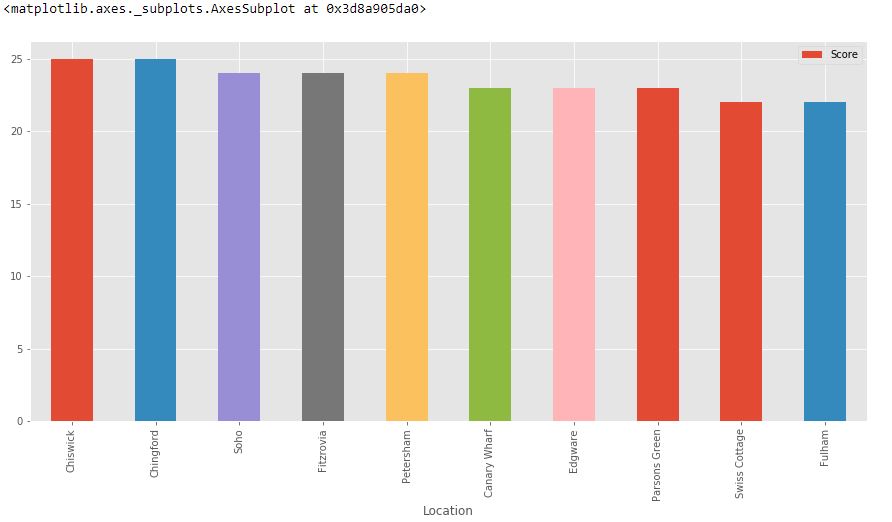 <matplotlib.axes._subplots.AxesSubplot at 0x3d8a905da0>
Score
25
20
15
10
5
0
Chiswick
Chingford
Soho
Fitzrovia
Petersham
Canary Wharf
Edgware
Parsons Green
Swiss Cottage
Fulham
Location